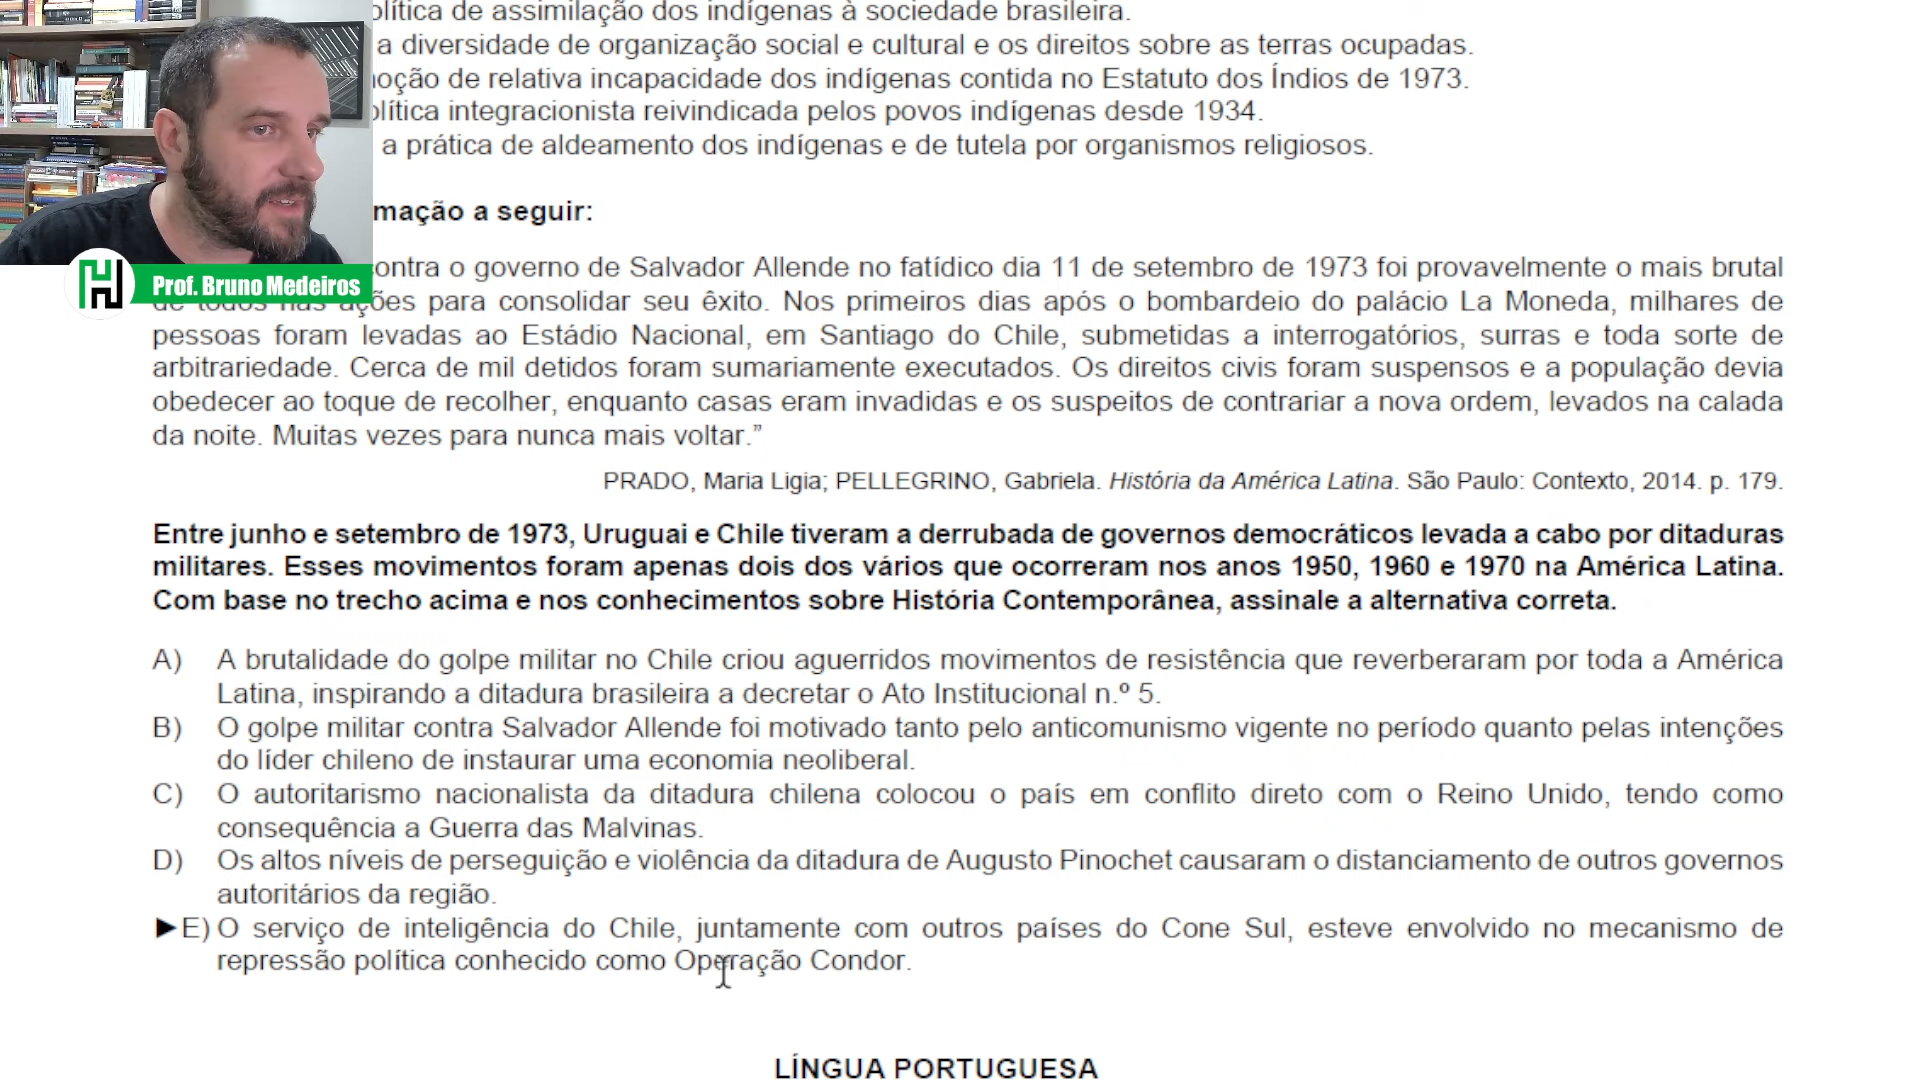 olítica de assimilação dos indígenas à sociedade brasileira.
a diversidade de organização social e cultural e os direitos sobre as terras ocupadas.
noção de relativa incapacidade dos indígenas contida no Estatuto dos Índios de 1973.
olítica integracionista reivindicada pelos povos indígenas desde 1934.
a prática de aldeamento dos indígenas e de tutela por organismos religiosos.
mação a seguir:
Prof. Bruno Medeiros
contra o governo de Salvador Allende no fatídico dia 11 de setembro de 1973 foi provavelmente o mais brutal
de todos nas ações para consolidar seu êxito. Nos primeiros dias após o bombardeio do palácio La Moneda, milhares de
pessoas foram levadas ao Estádio Nacional, em Santiago do Chile, submetidas a interrogatórios, surras e toda sorte de
arbitrariedade. Cerca de mil detidos foram sumariamente executados. Os direitos civis foram suspensos e a população devia
obedecer ao toque de recolher, enquanto casas eram invadidas e os suspeitos de contrariar a nova ordem, levados na calada
da noite. Muitas vezes para nunca mais voltar.”
PRADO, Maria Ligia; PELLEGRINO, Gabriela. História da América Latina. São Paulo: Contexto, 2014. p. 179.
Entre junho e setembro de 1973, Uruguai e Chile tiveram a derrubada de governos democráticos levada a cabo por ditaduras
militares. Esses movimentos foram apenas dois dos vários que ocorreram nos anos 1950, 1960 e 1970 na América Latina.
Com base no trecho acima e nos conhecimentos sobre História Contemporânea, assinale a alternativa correta.
A) A brutalidade do golpe militar no Chile criou aguerridos movimentos de resistência que reverberaram por toda a América
Latina, inspirando a ditadura brasileira a decretar o Ato Institucional n.º 5.
B) O golpe militar contra Salvador Allende foi motivado tanto pelo anticomunismo vigente no período quanto pelas intenções
do líder chileno de instaurar uma economia neoliberal.
C) O autoritarismo nacionalista da ditadura chilena colocou o país em conflito direto com o Reino Unido, tendo como
consequência a Guerra das Malvinas.
D) Os altos níveis de perseguição e violência da ditadura de Augusto Pinochet causaram o distanciamento de outros governos
autoritários da região.
►E) O serviço de inteligência do Chile, juntamente com outros países do Cone Sul, esteve envolvido no mecanismo de
repressão política conhecido como Operação Condor.
LÍNGUA PORTUGUESA